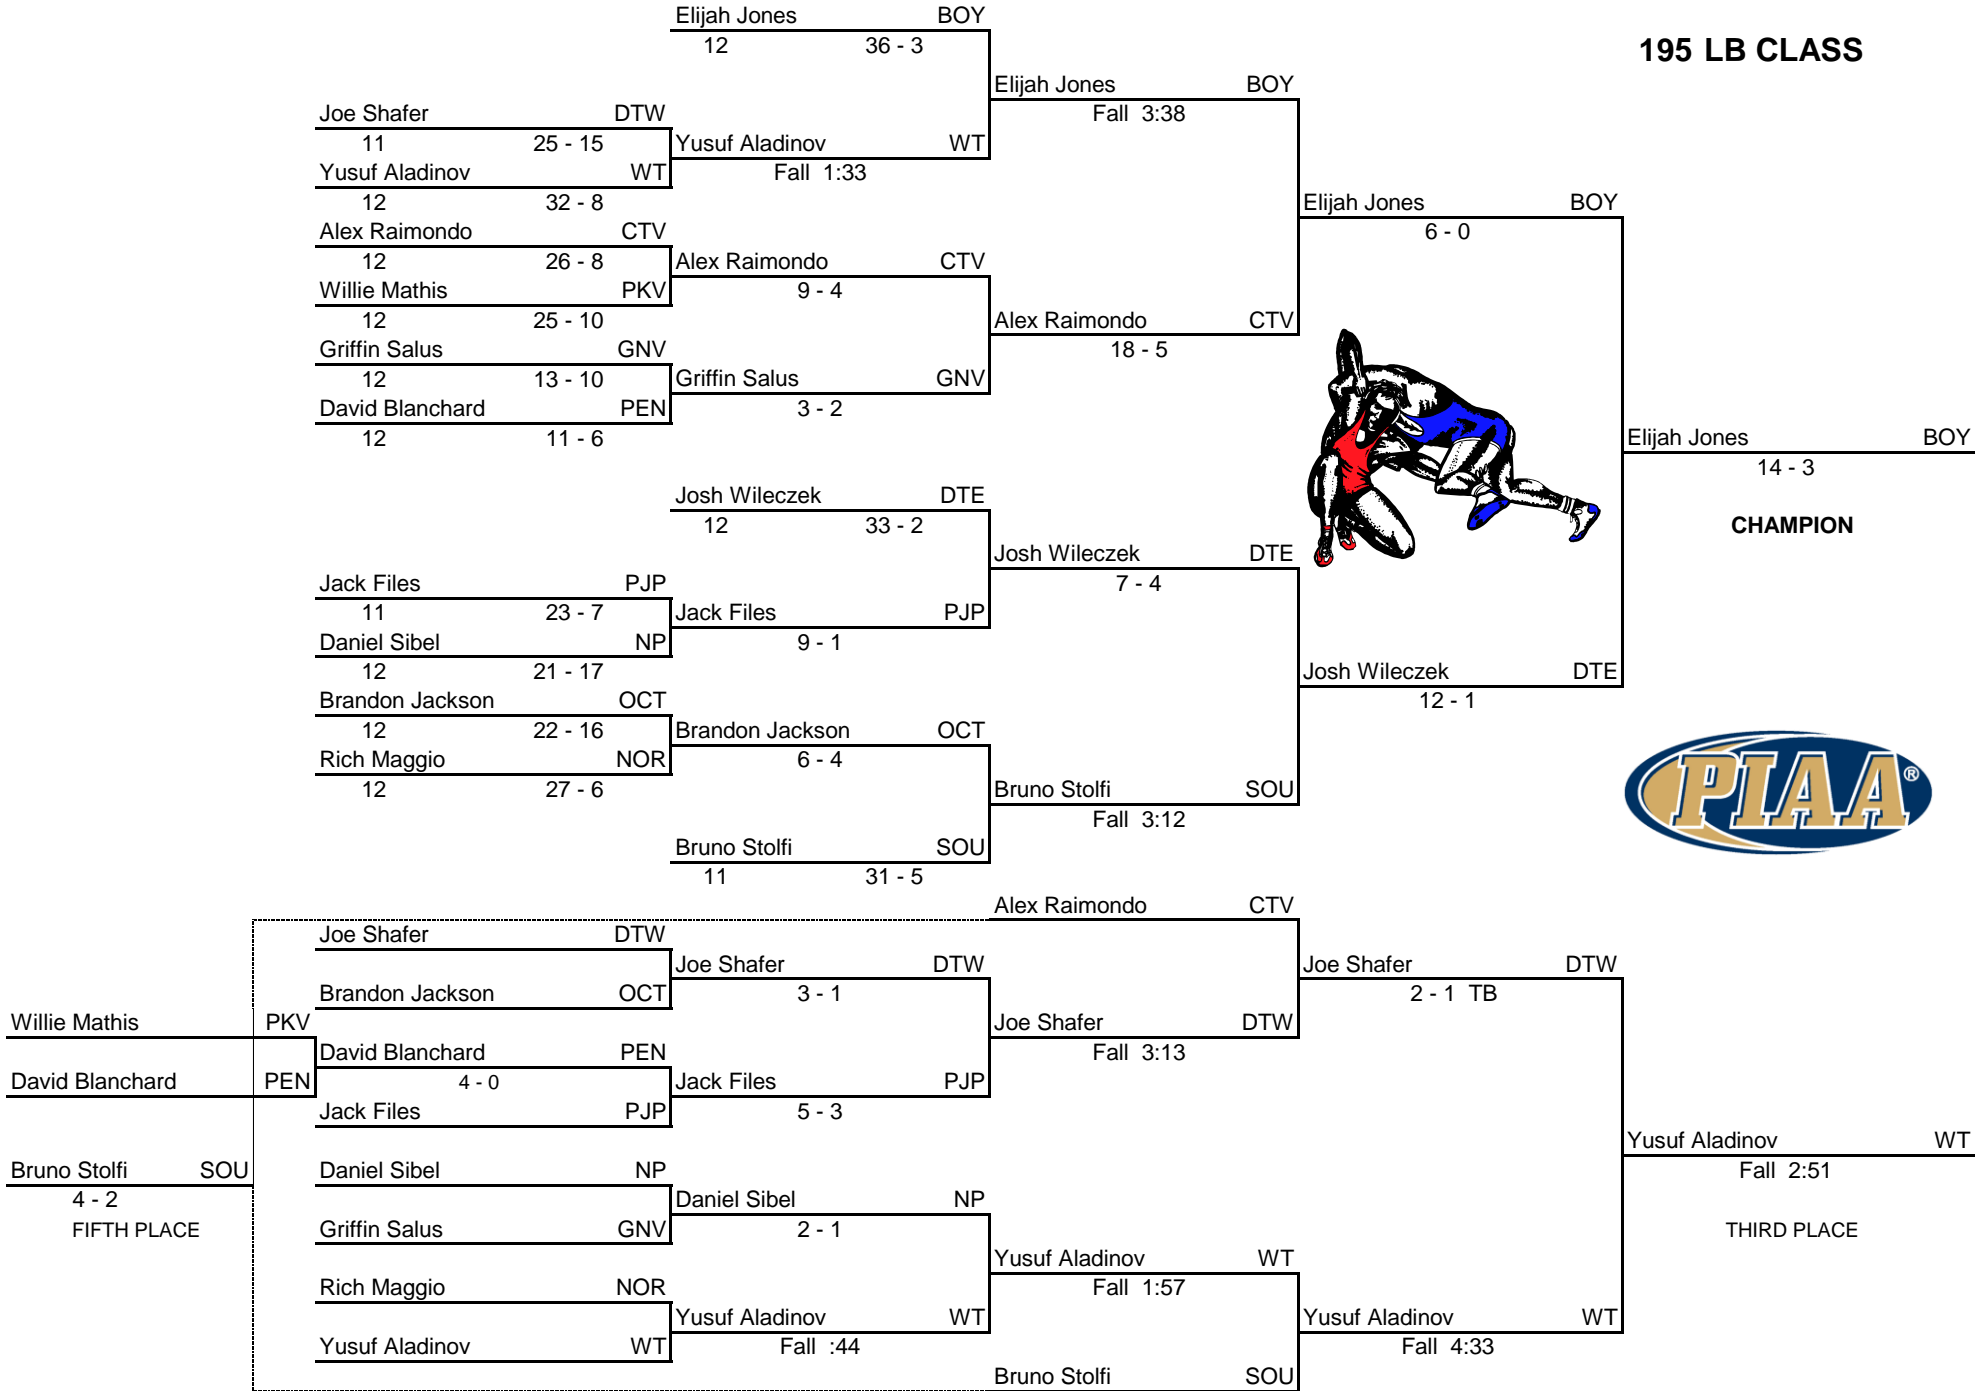 Elijah Jones BOY
12 36 - 3
195 LB CLASS
Elijah Jones BOY
Fall 3:38
Joe Shafer DTW
11 25 - 15
Yusuf Aladinov WT
Fall 1:33
Yusuf Aladinov WT
12 32 - 8
Elijah Jones BOY
6 - 0
Alex Raimondo CTV
12 26 - 8
Alex Raimondo CTV
9 - 4
Willie Mathis PKV
12 25 - 10
Alex Raimondo CTV
18 - 5
Griffin Salus GNV
12 13 - 10
Griffin Salus GNV
3 - 2
David Blanchard PEN
12 11 - 6
Elijah Jones BOY
14 - 3
CHAMPION
Josh Wileczek DTE
12 33 - 2
Josh Wileczek DTE
7 - 4
Jack Files PJP
11 23 - 7
Jack Files PJP
9 - 1
Daniel Sibel NP
12 21 - 17
Josh Wileczek DTE
12 - 1
Brandon Jackson OCT
12 22 - 16
Brandon Jackson OCT
6 - 4
Rich Maggio NOR
12 27 - 6
PIAA®
Bruno Stolfi SOU
Fall 3:12
Bruno Stolfi SOU
11 31 - 5
Alex Raimondo CTV
Joe Shafer DTW
Joe Shafer DTW
3 - 1
Joe Shafer DTW
2 - 1 TB
Brandon Jackson OCT
Willie Mathis PKV
Joe Shafer DTW
Fall 3:13
David Blanchard PEN
4 - 0
David Blanchard PEN
Jack Files PJP
5 - 3
Jack Files PJP
Yusuf Aladinov WT
Fall 2:51
THIRD PLACE
Bruno Stolfi SOU
4 - 2
FIFTH PLACE
Daniel Sibel NP
Daniel Sibel NP
2 - 1
Griffin Salus GNV
Yusuf Aladinov WT
Fall 1:57
Rich Maggio NOR
Yusuf Aladinov WT
Fall :44
Yusuf Aladinov WT
Fall 4:33
Yusuf Aladinov WT
Bruno Stolfi SOU